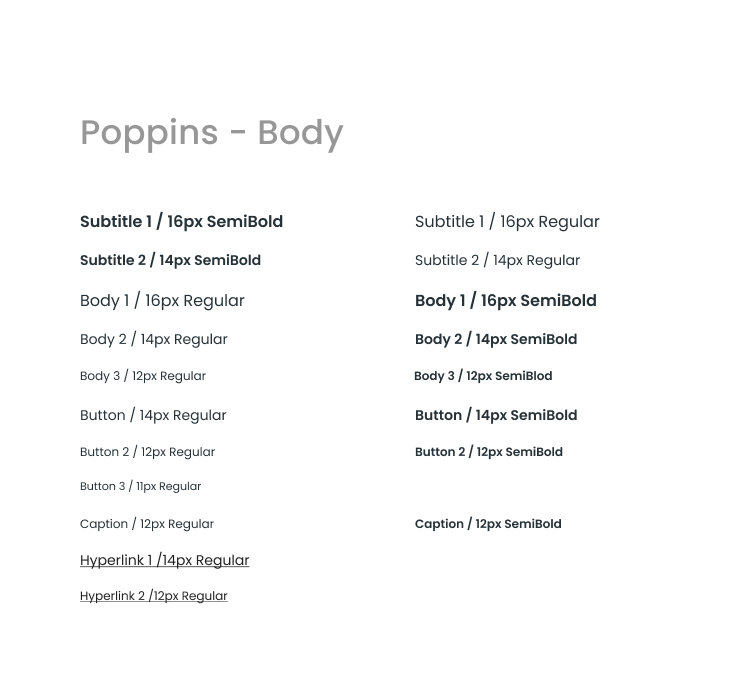 Poppins - Body
Subtitle 1 / 16px SemiBold
Subtitle 1 / 16px Regular
Subtitle 2 / 14px SemiBold
Subtitle 2 / 14px Regular
Body 1 / 16px Regular
Body 1 / 16px SemiBold
Body 2 / 14px Regular
Body 2 / 14px SemiBold
Body 3 / 12px Regular
Body 3 / 12px SemiBlod
Button / 14px Regular
Button / 14px SemiBold
Button 2 / 12px Regular
Button 2 / 12px SemiBold
Button 3 / 11px Regular
Caption / 12px Regular
Caption / 12px SemiBold
Hyperlink 1 /14px Regular
Hyperlink 2 /12px Regular